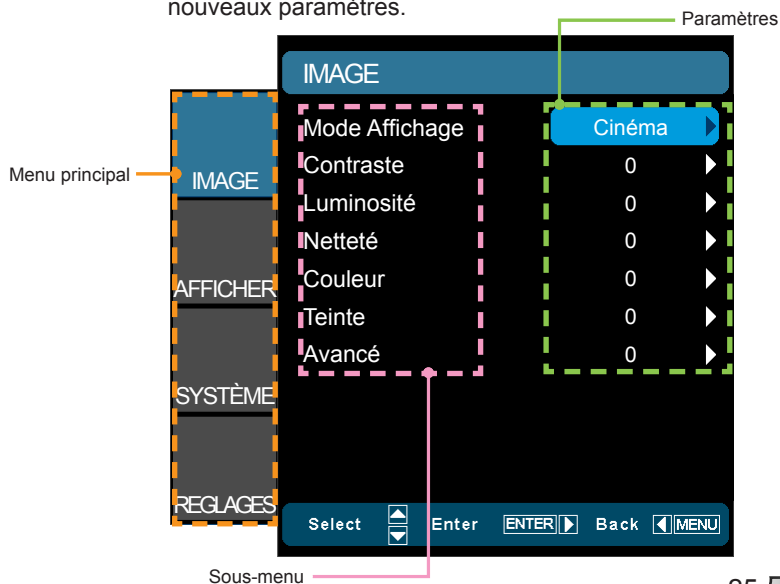 nouveaux paramètres.
Paramètres
IMAGE
Mode Affichage Cinéma
Contraste 0
Luminosité 0
Netteté 0
Couleur 0
Teinte 0
Avancé 0
Menu principal
IMAGE
AFFICHER
SYSTÈME
REGLAGES
Select Enter ENTER Back MENU
Sous-menu